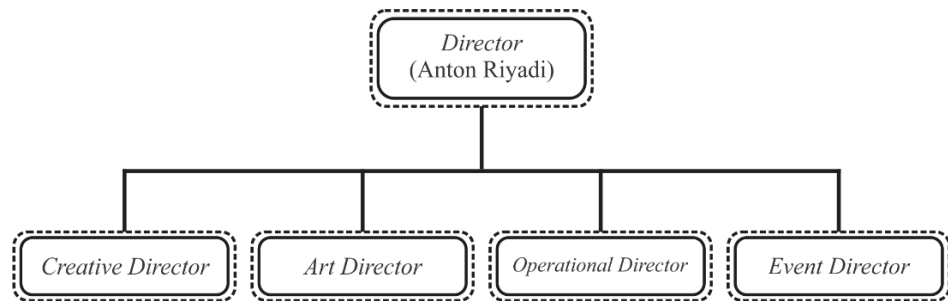 Director
(Anton Riyadi)
Creative Director
Art Director
Operational Director
Event Director